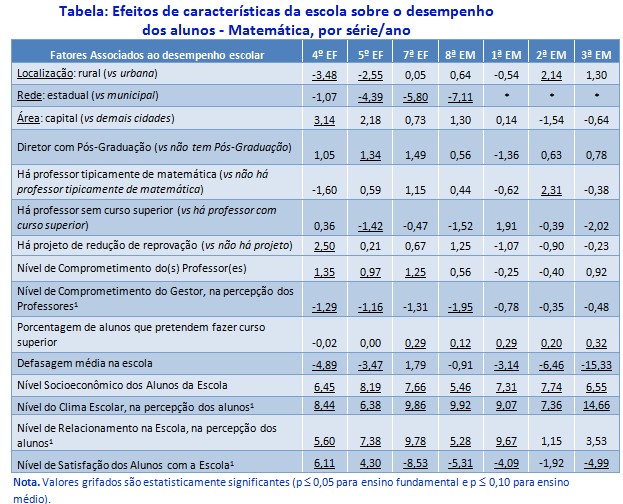 Tabela: Efeitos de características da escola sobre o desempenho
dos alunos - Matemática, por série/ano
Fatores Associados ao desempenho escolar 4º EF 5º EF 7ª EF 8ª EM 1ª EM 2ª EM 3ª EM
Localização: rural (vs urbana) -3,48 -2,55 0,05 0,64 -0,54 2,14 1,30
Rede: estadual (vs municipal) -1,07 -4,39 -5,80 -7,11 * * *
Área: capital (vs demais cidades) 3,14 2,18 0,73 1,30 0,14 -1,54 -0,64
Diretor com Pós-Graduação (vs não tem Pós-Graduação) 1,05 1,34 1,49 0,56 -1,36 0,63 0,78
Há professor tipicamente de matemática (vs não há
professor tipicamente de matemática) -1,60 0,59 1,15 0,44 -0,62 2,31 -0,38
Há professor sem curso superior (vs há professor com
curso superior) 0,36 -1,42 -0,47 -1,52 1,91 -0,39 -2,02
Há projeto de redução de reprovação (vs não há projeto) 2,50 0,21 0,67 1,25 -1,07 -0,90 -0,23
Nível de Comprometimento do(s) Professor(es) 1,35 0,97 1,25 0,56 -0,25 -0,40 0,92
Nível de Comprometimento do Gestor, na percepção dos
Professores¹ -1,29 -1,16 -1,31 -1,95 -0,78 -0,35 -0,48
Porcentagem de alunos que pretendem fazer curso
superior -0,02 0,00 0,29 0,12 0,29 0,20 0,32
Defasagem média na escola -4,89 -3,47 1,79 -0,91 -3,14 -6,46 -15,33
Nível Socioeconômico dos Alunos da Escola 6,45 8,19 7,66 5,46 7,31 7,74 6,55
Nível do Clima Escolar, na percepção dos alunos¹ 8,44 6,38 9,86 9,92 9,07 7,36 14,66
Nível de Relacionamento na Escola, na percepção dos
alunos¹ 5,60 7,38 9,78 5,28 9,67 1,15 3,53
Nível de Satisfação dos Alunos com a Escola¹ 6,11 4,30 -8,53 -5,31 -4,09 -1,92 -4,99
Nota. Valores grifados são estatisticamente significantes (p ≤ 0,05 para ensino fundamental e p ≤ 0,10 para ensino
médio).